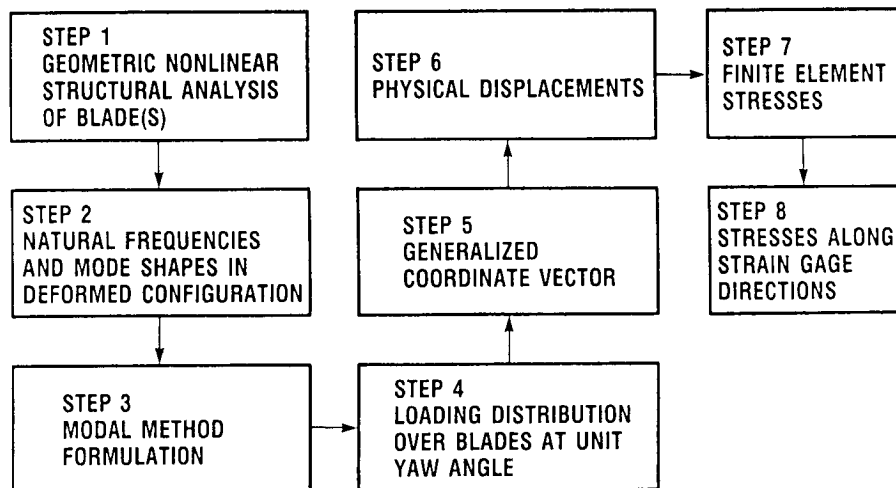 STEP 1
GEOMETRIC NONLINEAR
STRUCTURAL ANALYSIS
OF BLADE(S)
STEP 2
NATURAL FREQUENCIES
AND MODE SHAPES IN
DEFORMED CONFIGURATION
STEP 3
MODAL METHOD
FORMULATION
STEP 4
LOADING DISTRIBUTION
OVER BLADES AT UNIT
YAW ANGLE
STEP 5
GENERALIZED
COORDINATE VECTOR
STEP 6
PHYSICAL DISPLACEMENTS
STEP 7
FINITE ELEMENT
STRESSES
STEP 8
STRESSES ALONG
STRAIN GAGE
DIRECTIONS